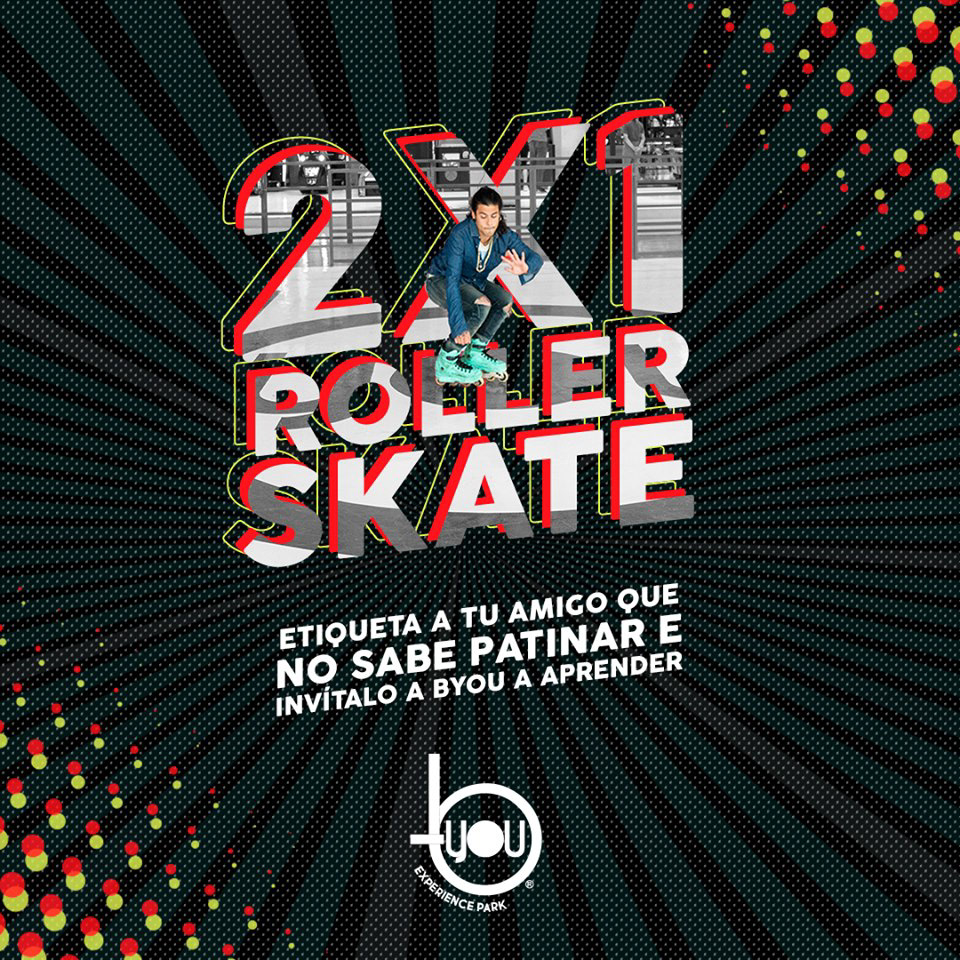 2X1
ROLLER
SKATE
ETIQUETA A TU AMIGO QUE
NO SABE PATINAR E
INVÍTALO A BYOU A APRENDER
byou
®
EXPERIENCE PARK